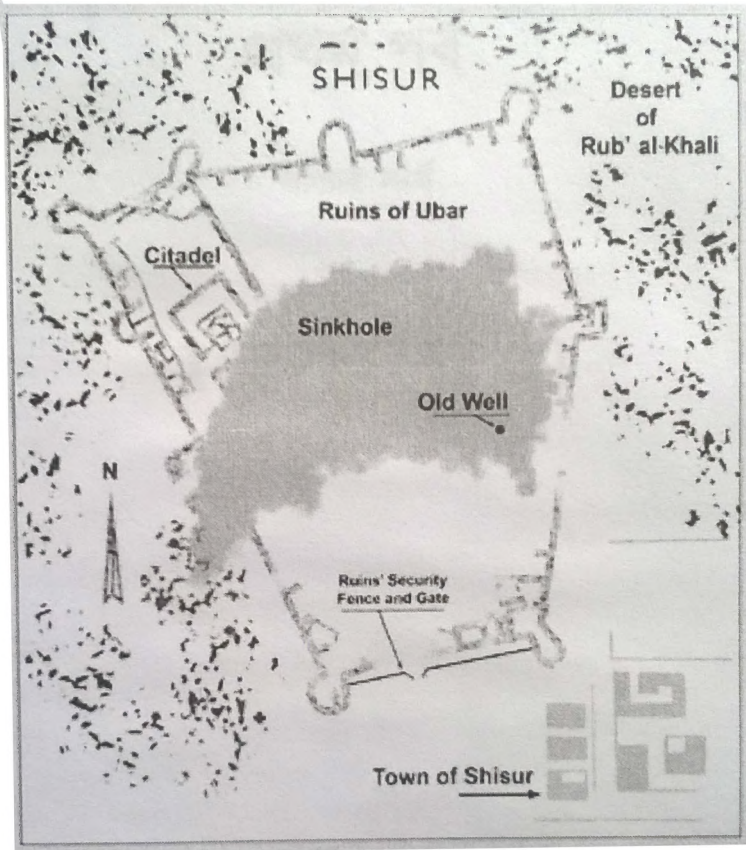 SHISUR
Desert
of
Rub' al-Khali
Ruins of Ubar
Citadel
Sinkhole
Old Well
N
Ruins' Security
Fence and Gate
Town of Shisur